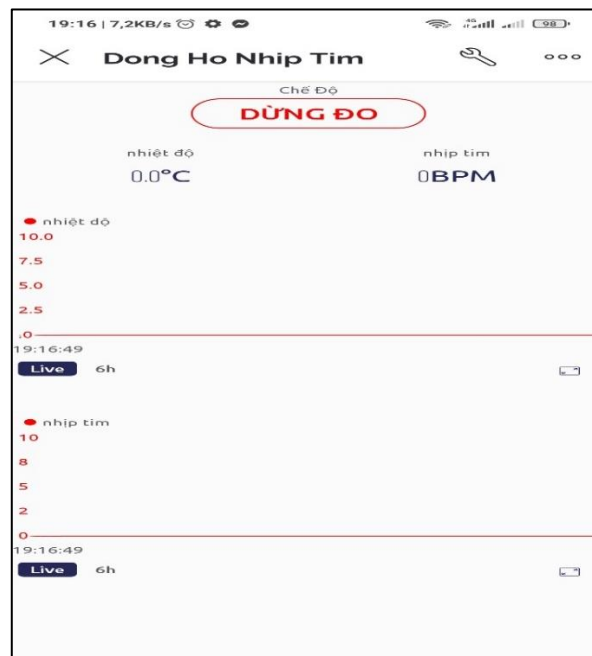 19:16 | 7,2KB/s 4G 98
Dong Ho Nhip Tim
Chế Độ
DỪNG ĐO
nhiệt độ nhịp tim
0.0°C 0BPM
nhiệt độ
10.0
7.5
5.0
2.5
.0
19:16:49
Live 6h
nhịp tim
10
8
5
2
0
19:16:49
Live 6h